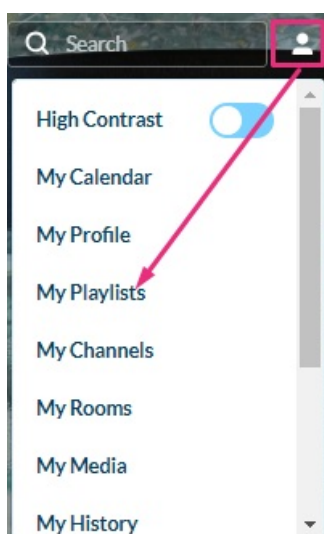 Search
High Contrast
My Calendar
My Profile
My Playlists
My Channels
My Rooms
My Media
My History